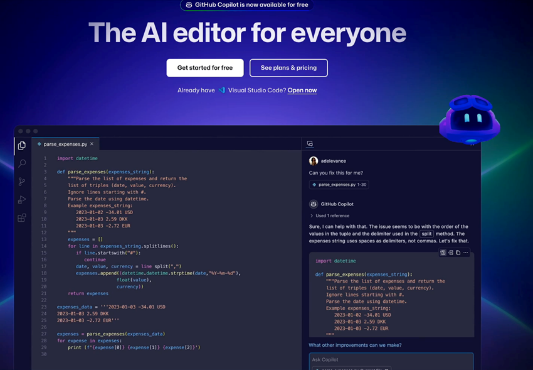 GitHub Copilot is now available for free
The AI editor for everyone
Get started for free
See plans & pricing
Already have Visual Studio Code? Open now
parse_expenses.py
import datetime
def parse_expenses(expenses_string):
"""Parse the list of expenses and return the
list of triples (date, value, currency).
Ignore lines starting with #.
Parse the date using datetime.
Example expenses_string:
2023-01-02 -34.01 USD
2023-01-03 2.59 DKK
2023-01-03 -2.72 EUR
"""
expenses = []
for line in expenses_string.splitlines():
if line.startswith("#"):
continue
date, value, currency = line.split(",")
expenses.append((datetime.datetime.strptime(date,"%Y-%m-%d"),
float(value),
currency))
return expenses
expenses_data = '''2023-01-03 -34.01 USD
2023-01-03 2.59 DKK
2023-01-03 -2.72 EUR'''
expenses = parse_expenses(expenses_data)
for expense in expenses:
print (f"{expense[0]} {expense[1]} {expense[2]}")
Can you fix this for me?
parse_expenses.py 1-30
GitHub Copilot
Used 1 reference
Sure, I can help with that. The issue seems to be with the order of the
values in the tuple and the delimiter used in the split method. The
expenses string uses spaces as delimiters, not commas. Let's fix that.
import datetime
def parse_expenses(expenses_string):
"""Parse the list of expenses and return the
list of triples (date, value, currency).
Ignore lines starting with #.
Parse the date using datetime.
Example expenses_string:
2023-01-02 -34.01 USD
2023-01-03 2.59 DKK
2023-01-03 -2.72 EUR
"""
What other improvements can we make?
Ask Copilot